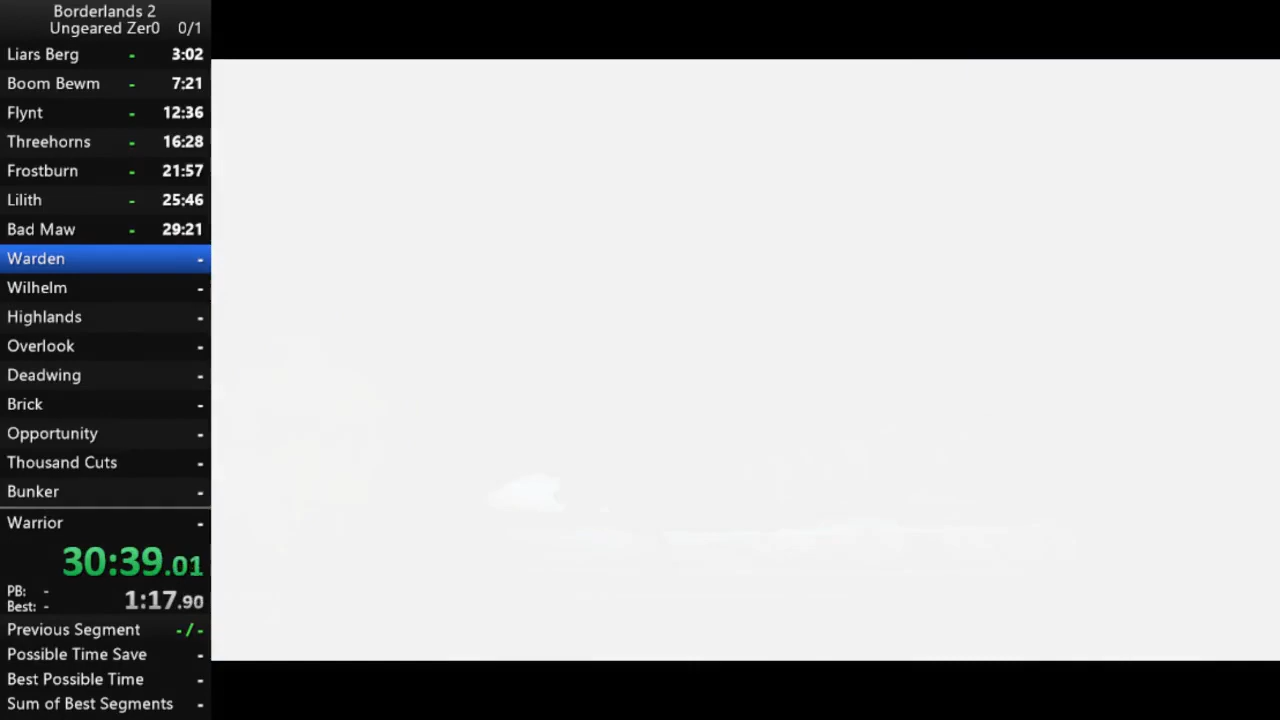 Borderlands 2
Ungeared Zer0 0/1
Liars Berg - 3:02
Boom Bewm - 7:21
Flynt - 12:36
Threehorns - 16:28
Frostburn - 21:57
Lilith - 25:46
Bad Maw - 29:21
Warden -
Wilhelm -
Highlands -
Overlook -
Deadwing -
Brick -
Opportunity -
Thousand Cuts -
Bunker -
Warrior -
30:39.01
PB: -
Best: - 1:17.90
Previous Segment - / -
Possible Time Save -
Best Possible Time -
Sum of Best Segments -